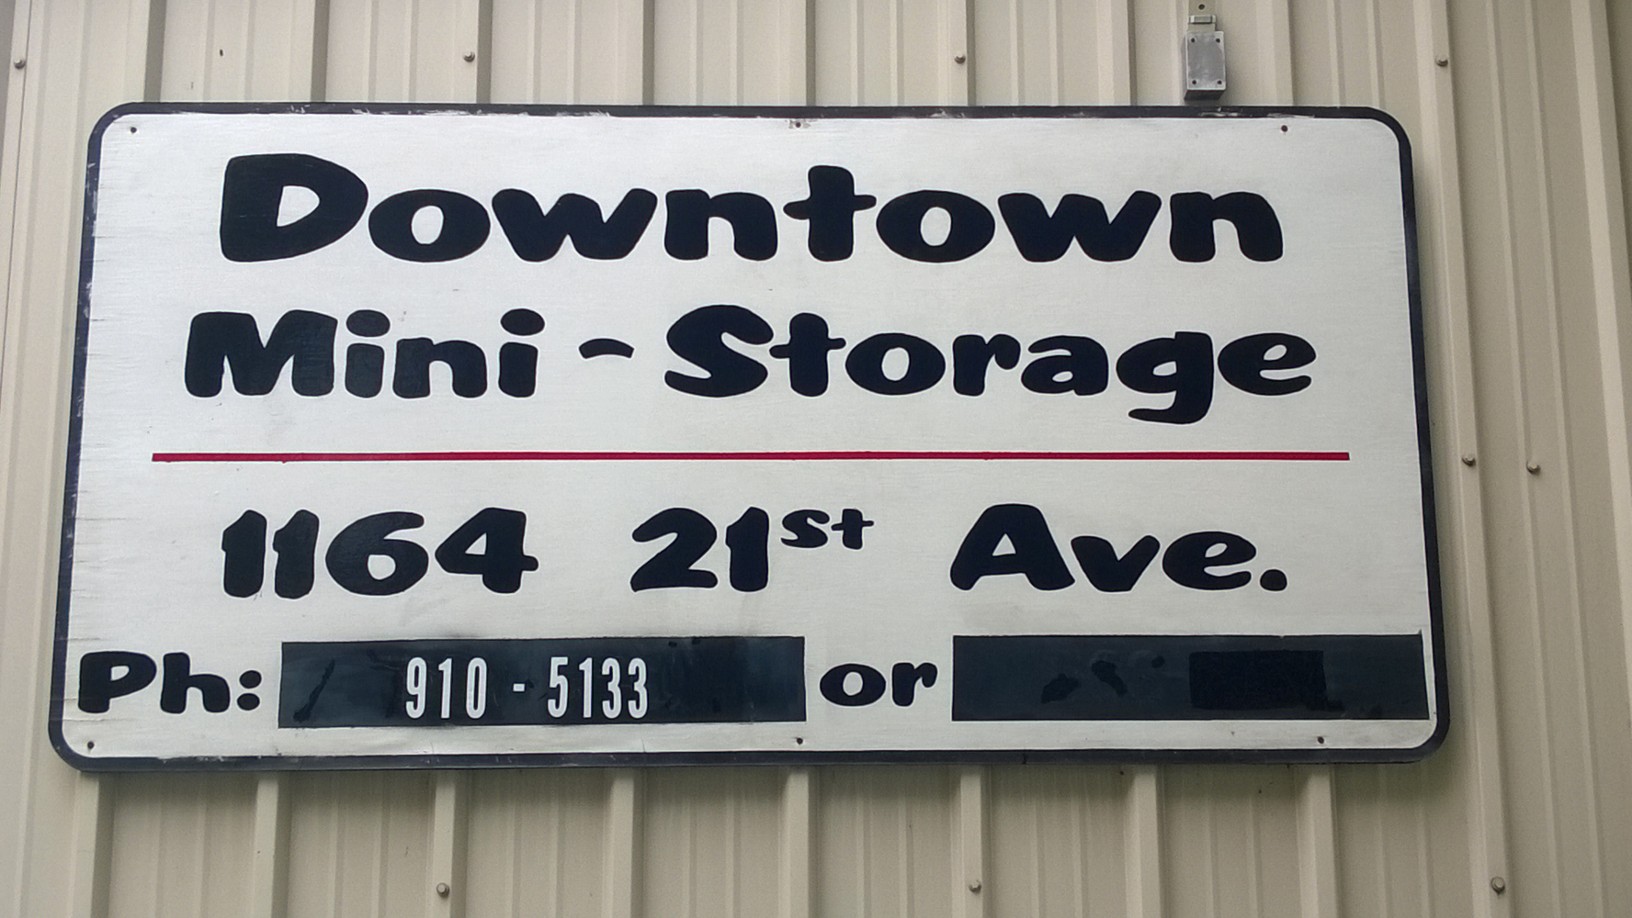 Downtown
Mini-Storage
1164 21st Ave.
Ph: 910-5133 or